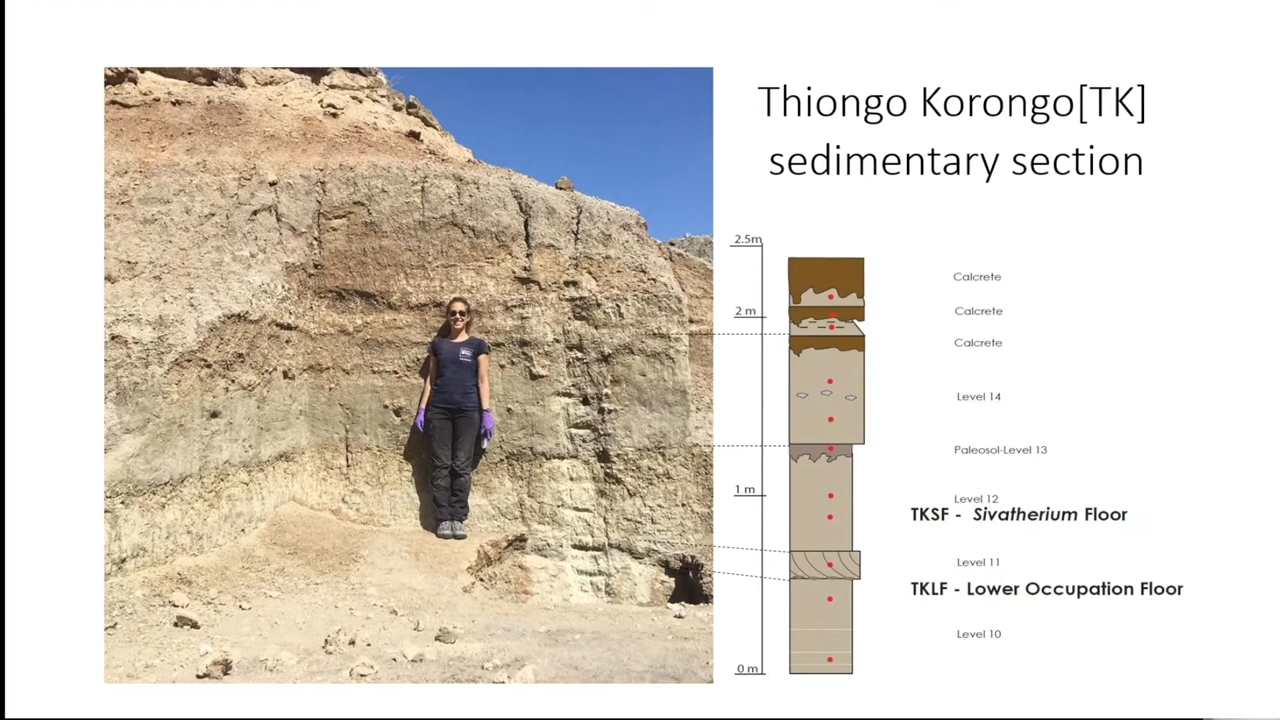 Thiongo Korongo[TK]
sedimentary section
2.5m
Calcrete
2 m
Calcrete
Calcrete
Level 14
Paleosol-Level 13
1 m
Level 12
TKSF - Sivatherium Floor
Level 11
TKLF - Lower Occupation Floor
Level 10
0 m